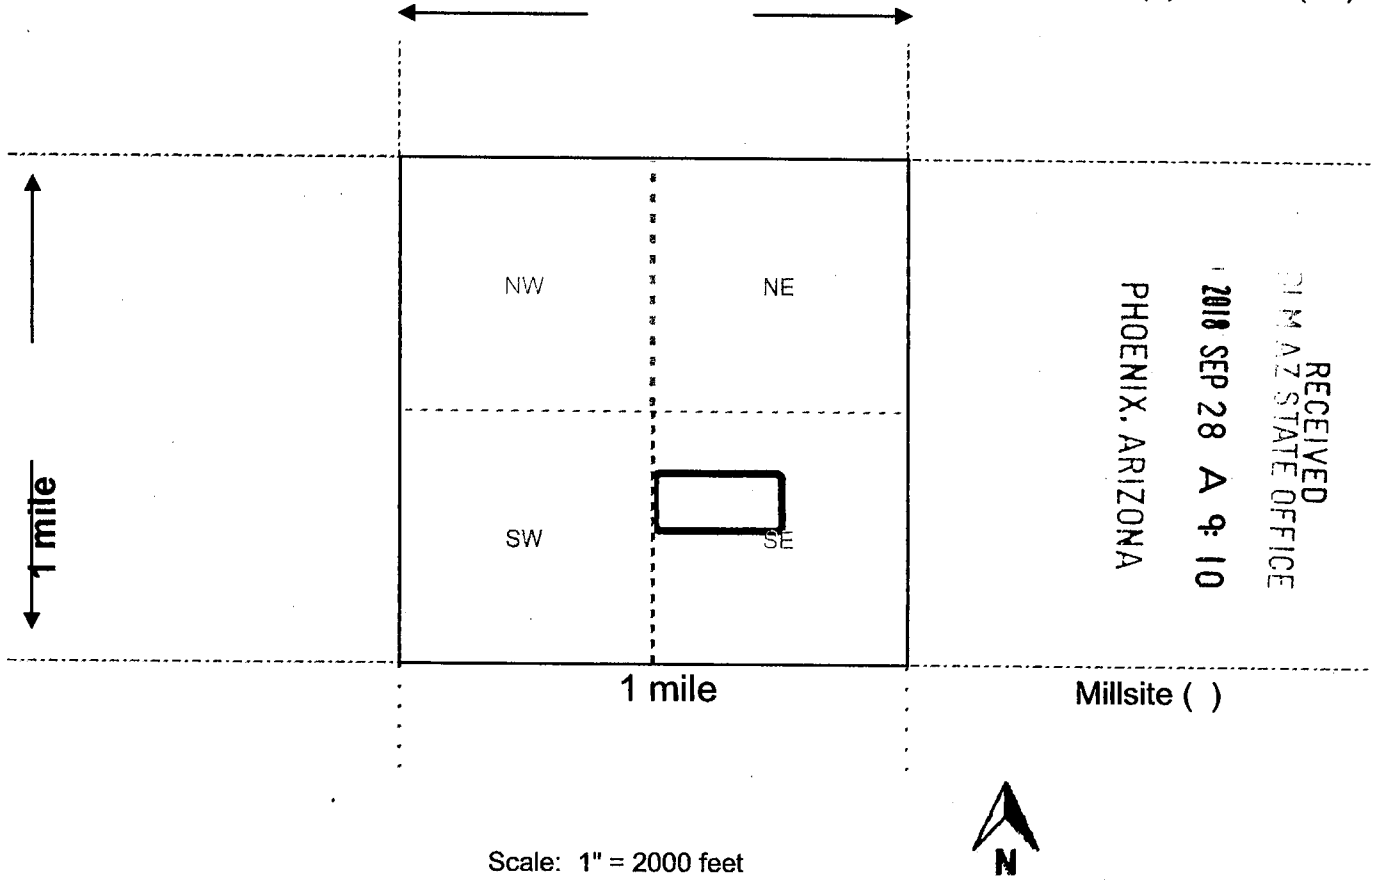 NW
NE
RECEIVED
AZ STATE OFFICE
2018 SEP 28 A 9:10
PHOENIX, ARIZONA
1 mile
SW
SE
1 mile
Millsite ( )
Scale: 1" = 2000 feet
N